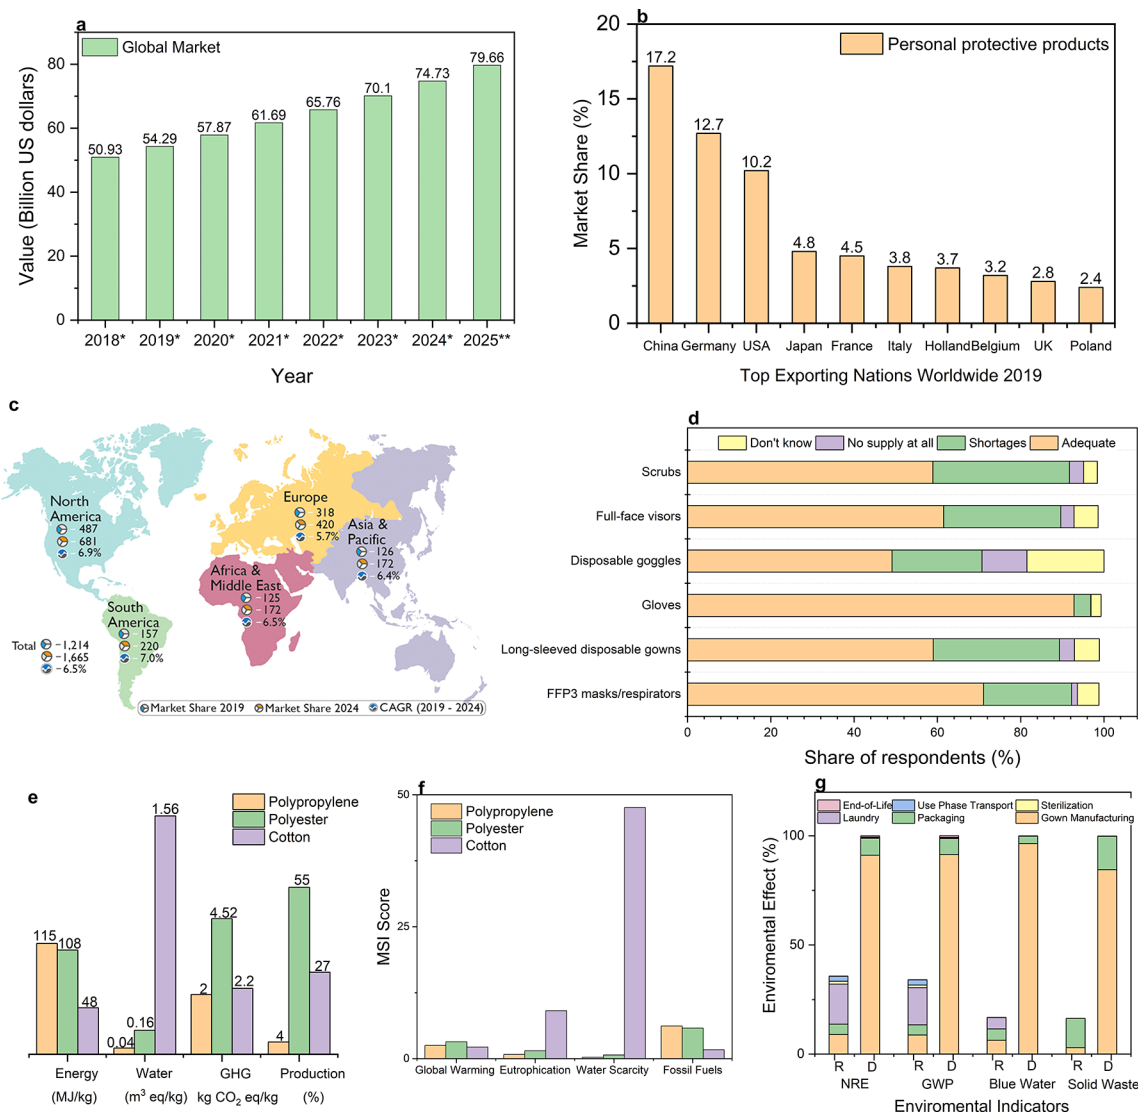 a
Global Market
Value (Billion US dollars)
80
60
40
20
0
50.93
54.29
57.87
61.69
65.76
70.1
74.73
79.66
2018* 2019* 2020* 2021* 2022* 2023* 2024* 2025**
Year
b
Personal protective products
Market Share (%)
20
15
10
5
0
17.2
12.7
10.2
4.8
4.5
3.8
3.7
3.2
2.8
2.4
China Germany USA Japan France Italy Holland Belgium UK Poland
Top Exporting Nations Worldwide 2019
c
North
America
487
681
6.9%
Europe
318
420
5.7%
Asia &
Pacific
126
172
6.4%
Africa &
Middle East
125
172
6.5%
South
America
157
220
7.0%
Total
1,214
1,665
6.5%
Market Share 2019 Market Share 2024 CAGR (2019 - 2024)
d
Don't know No supply at all Shortages Adequate
Scrubs
Full-face visors
Disposable goggles
Gloves
Long-sleeved disposable gowns
FFP3 masks/respirators
0 20 40 60 80 100
Share of respondents (%)
e
Polypropylene
Polyester
Cotton
115
108
48
0.04
0.16
1.56
2
4.52
2.2
4
55
27
Energy Water GHG Production
(MJ/kg) (m³ eq/kg) kg CO₂ eq/kg (%)
f
Polypropylene
Polyester
Cotton
MSI Score
50
25
0
Global Warming Eutrophication Water Scarcity Fossil Fuels
g
End-of-Life Use Phase Transport Sterilization
Laundry Packaging Gown Manufacturing
Enviromental Effect (%)
100
50
0
R D R D R D R D
NRE GWP Blue Water Solid Waste
Enviromental Indicators